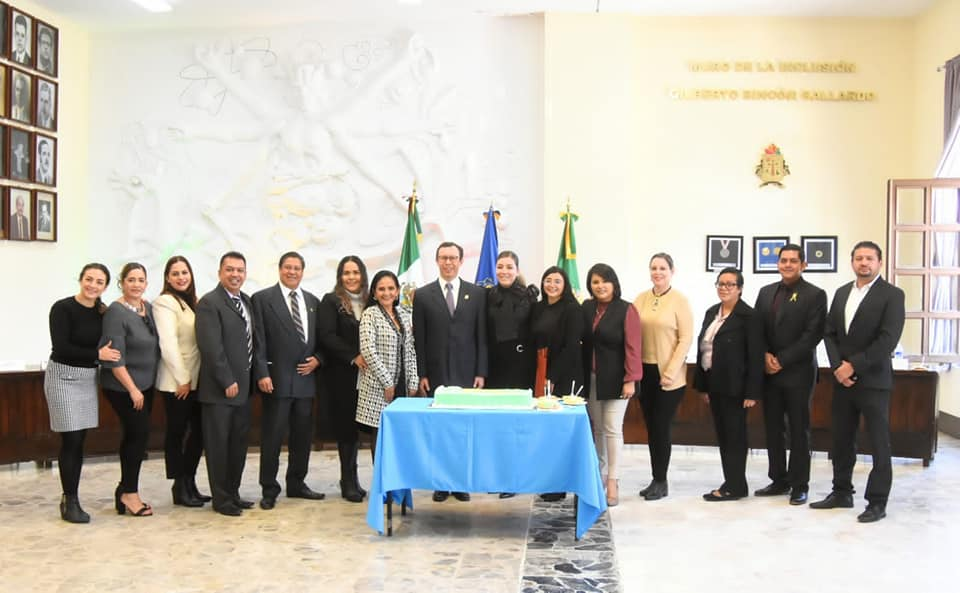 MURO DE LA INCLUSIÓN
GILBERTO RINCÓN GALLARDO